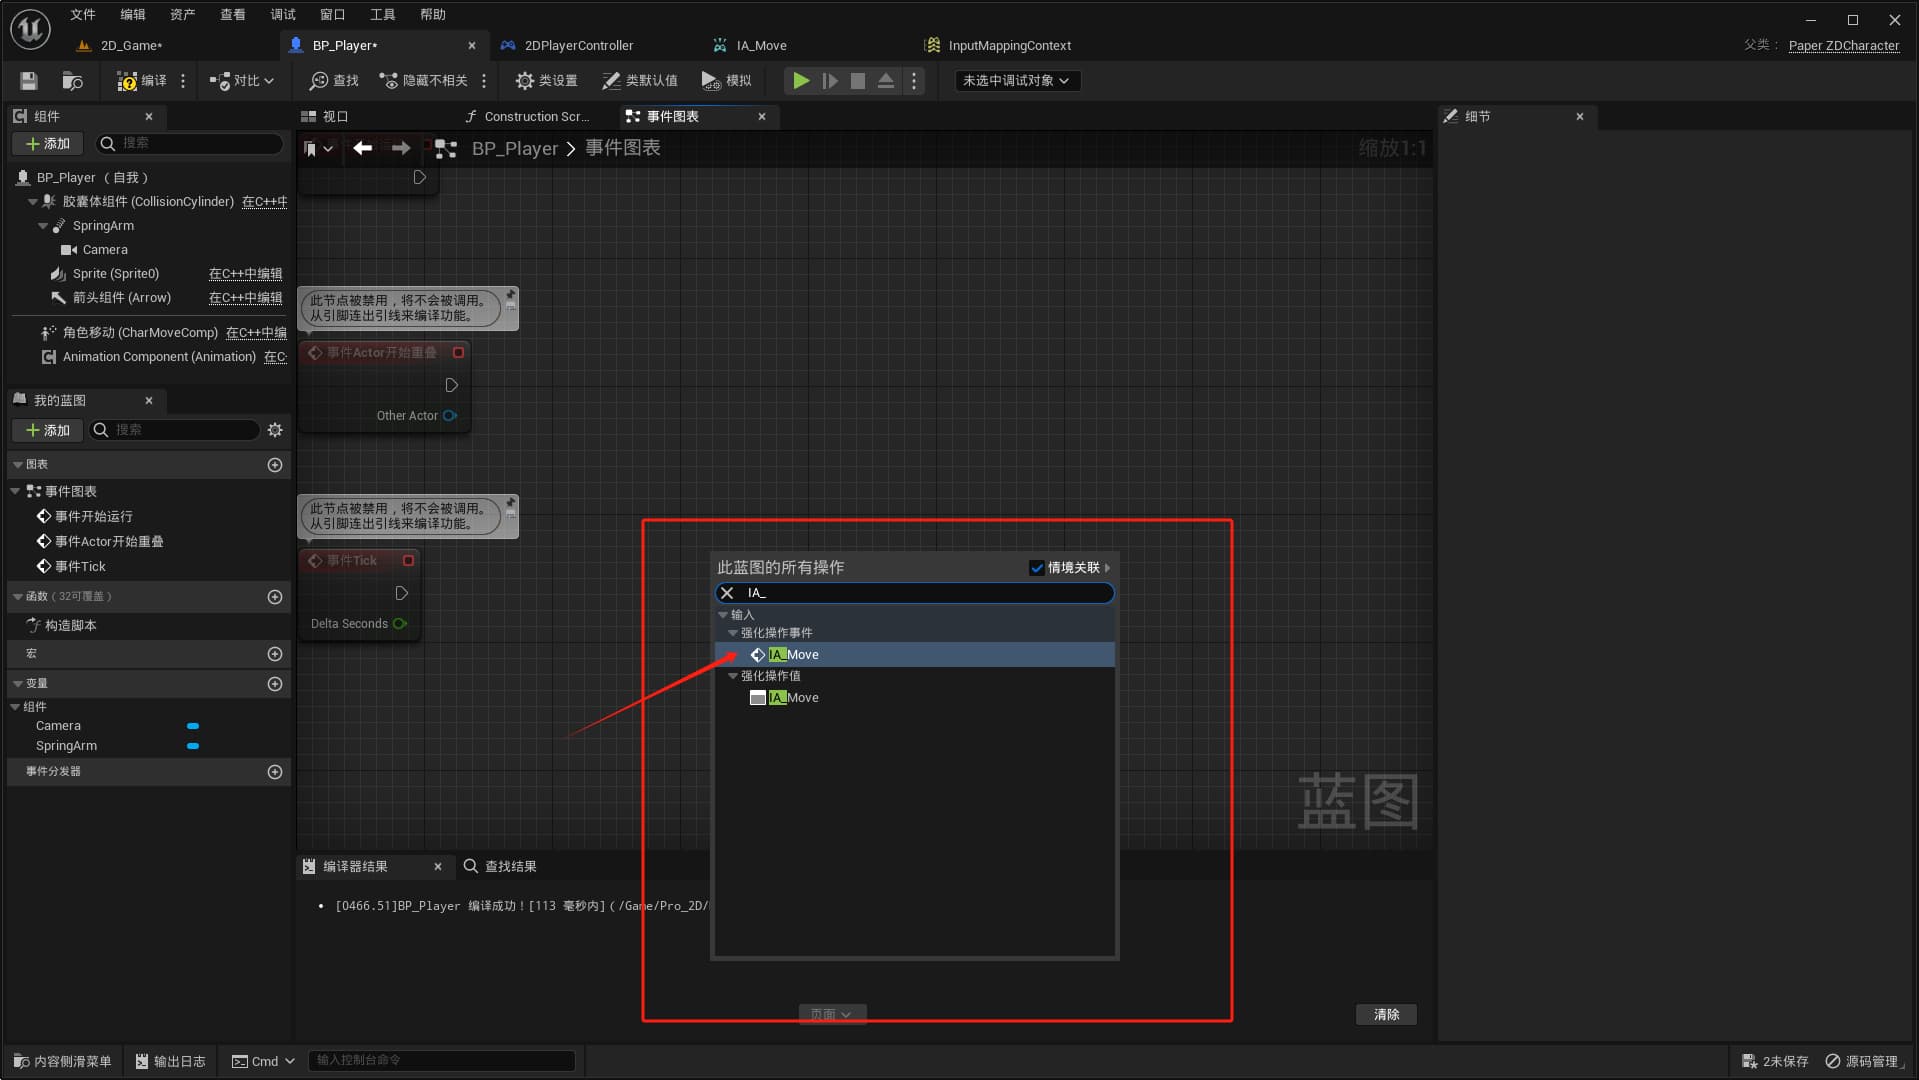 文件 编辑 资产 查看 调试 窗口 工具 帮助
2D_Game* BP_Player* 2DPlayerController IA_Move InputMappingContext 父类： Paper ZDCharacter
编译 对比 查找 隐藏不相关 类设置 类默认值 模拟 未选中调试对象
组件
添加 搜索
BP_Player （自我）
胶囊体组件 (CollisionCylinder) 在C++中
SpringArm
Camera
Sprite (Sprite0) 在C++中编辑
箭头组件 (Arrow) 在C++中编辑
角色移动 (CharMoveComp) 在C++中编
Animation Component (Animation) 在C
我的蓝图
添加 搜索
图表
事件图表
事件开始运行
事件Actor开始重叠
事件Tick
函数（32可覆盖）
构造脚本
宏
变量
组件
Camera
SpringArm
事件分发器
视口 Construction Scr... 事件图表
BP_Player > 事件图表 缩放1:1
此节点被禁用，将不会被调用。
从引脚连出引线来编译功能。
事件Actor开始重叠
Other Actor
此节点被禁用，将不会被调用。
从引脚连出引线来编译功能。
事件Tick
Delta Seconds
此蓝图的所有操作 情境关联
IA_
输入
强化操作事件
IA_Move
强化操作值
IA_Move
蓝图
编译器结果 查找结果
[0466.51]BP_Player 编译成功！[113 毫秒内]（/Game/Pro_2D/
页面 清除
细节
内容侧滑菜单 输出日志 Cmd 输入控制台命令 2未保存 源码管理